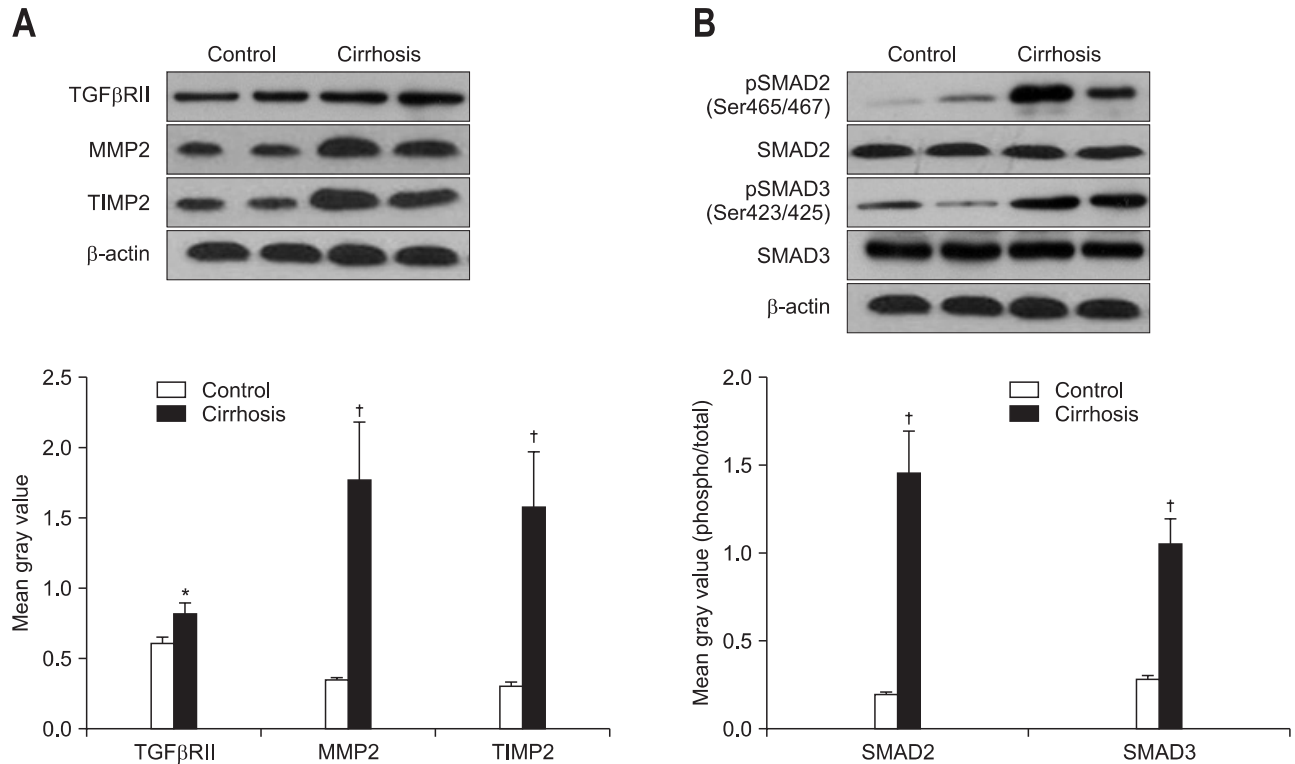 A
Control Cirrhosis
TGFβRII
MMP2
TIMP2
β-actin
2.5
2.0
1.5
1.0
0.5
0.0
Mean gray value
Control
Cirrhosis
*
†
†
TGFβRII MMP2 TIMP2
B
Control Cirrhosis
pSMAD2
(Ser465/467)
SMAD2
pSMAD3
(Ser423/425)
SMAD3
β-actin
2.0
1.5
1.0
0.5
0.0
Mean gray value (phospho/total)
Control
Cirrhosis
†
†
SMAD2 SMAD3